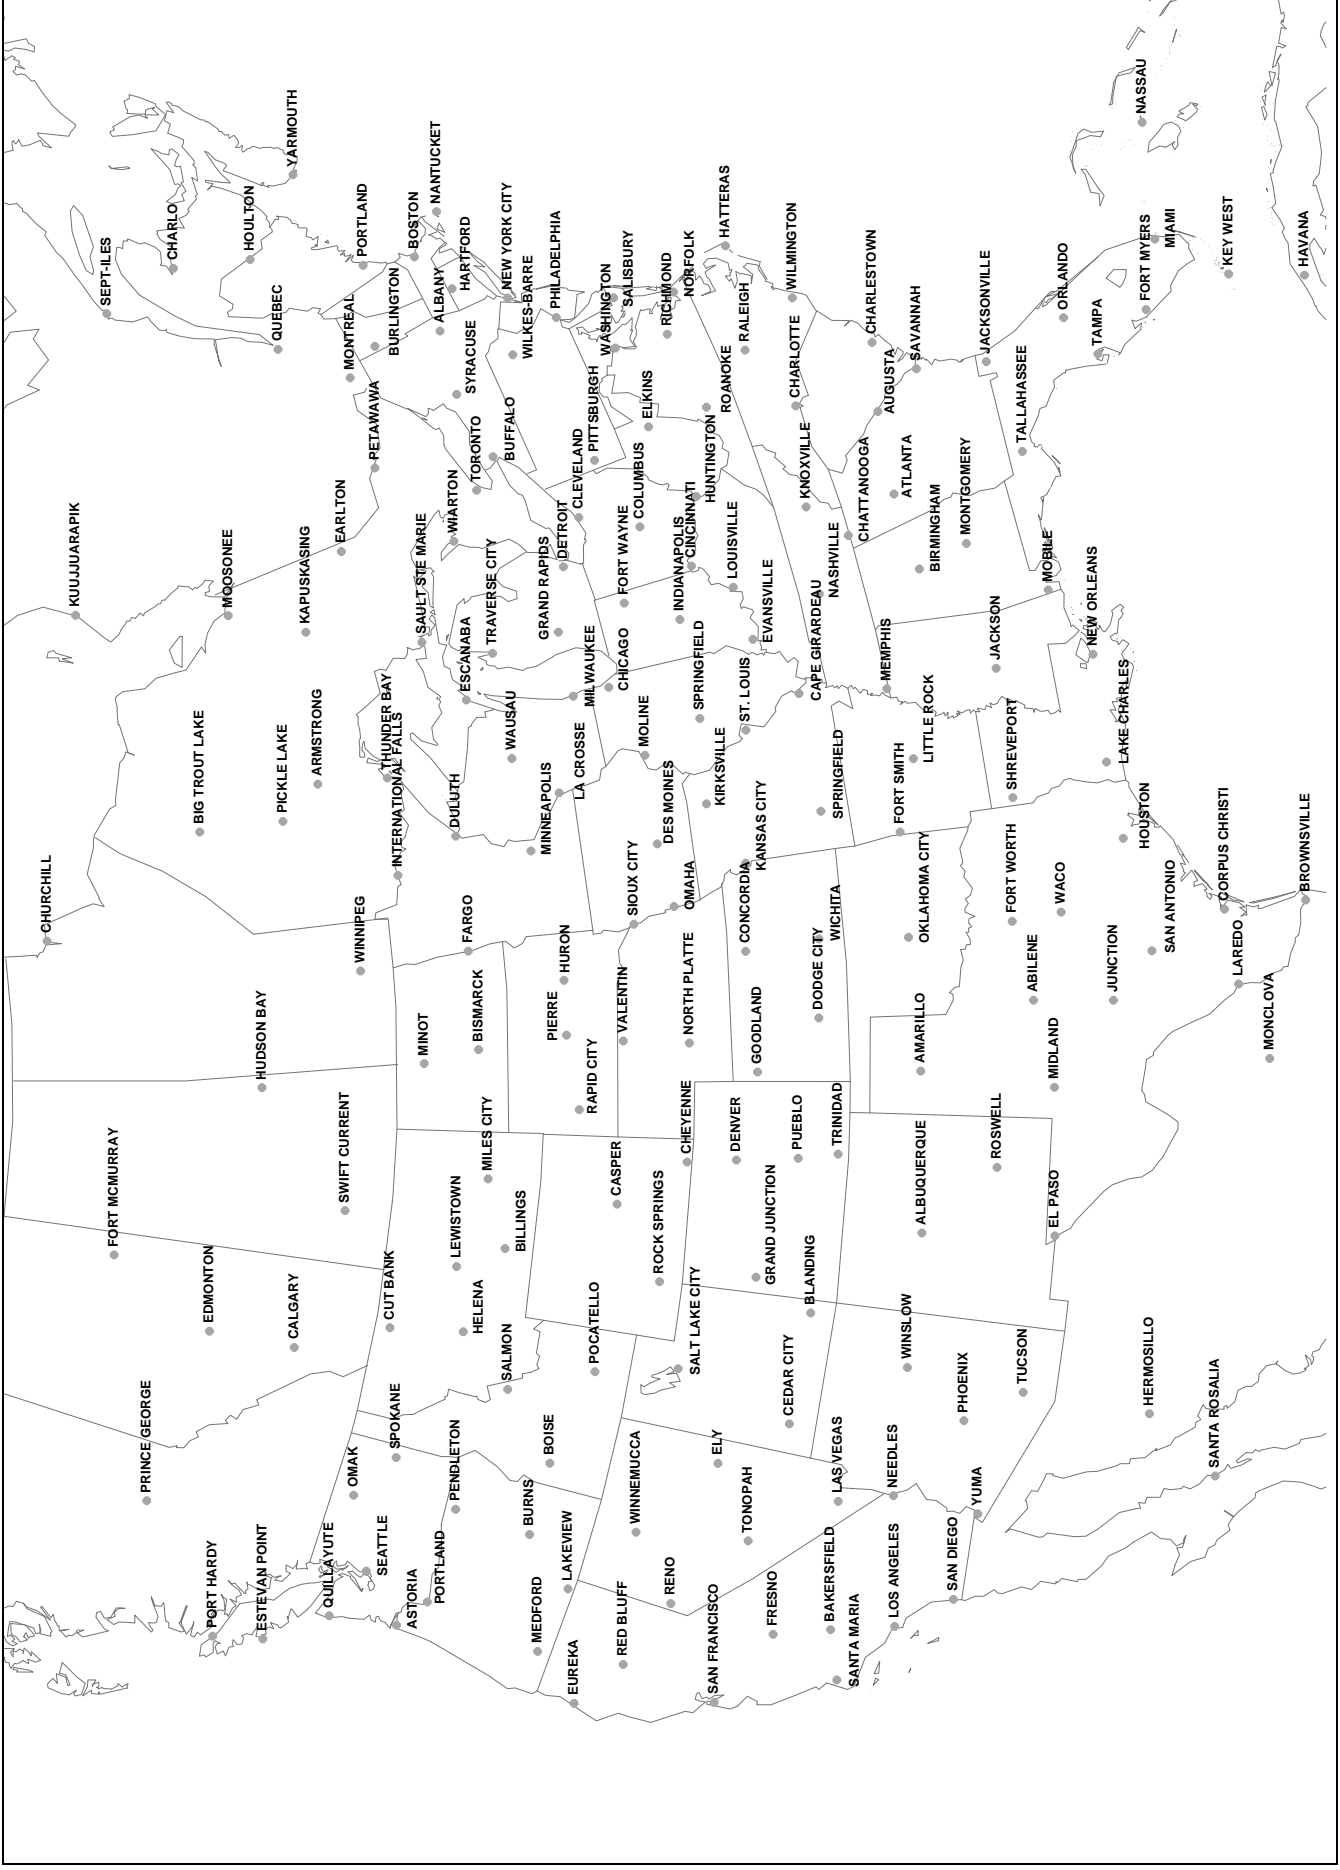 CHURCHILL
KUUJUARAPIK
SEPT-ILES
FORT MCMURRAY
PRINCE GEORGE
CHARLO
BIG TROUT LAKE
EDMONTON
PORT HARDY
MOOSONEE
HOULTON
HUDSON BAY
ESTEVAN POINT
QUEBEC
PICKLE LAKE
YARMOUTH
CALGARY
KAPUSKASING
ARMSTRONG
QUILLAYUTE
EARLTON
SWIFT CURRENT
MONTREAL
OMAK
WINNIPEG
PORTLAND
SEATTLE
PETAWAWA
BURLINGTON
THUNDER BAY
CUT BANK
INTERNATIONAL FALLS
SPOKANE
ASTORIA
BOSTON
SAULT STE MARIE
MINOT
PORTLAND
NANTUCKET
ALBANY
WIARTON
HARTFORD
DULUTH
LEWISTOWN
PENDLETON
SYRACUSE
ESCANABA
FARGO
HELENA
TORONTO
BISMARCK
MILES CITY
TRAVERSE CITY
BUFFALO
NEW YORK CITY
BILLINGS
SALMON
WAUSAU
WILKES-BARRE
BURNS
MINNEAPOLIS
MEDFORD
BOISE
GRAND RAPIDS
PHILADELPHIA
LA CROSSE
DETROIT
HURON
PIERRE
LAKEVIEW
EUREKA
MILWAUKEE
CLEVELAND
RAPID CITY
PITTSBURGH
POCATELLO
WASHINGTON
SALISBURY
CHICAGO
FORT WAYNE
VALENTIN
CASPER
RED BLUFF
SIOUX CITY
WINNEMUCCA
COLUMBUS
MOLINE
ELKINS
DES MOINES
ROCK SPRINGS
RICHMOND
NORFOLK
RENO
OMAHA
SALT LAKE CITY
INDIANAPOLIS
CINCINNATI
NORTH PLATTE
CHEYENNE
HUNTINGTON
SPRINGFIELD
ROANOKE
KIRKSVILLE
SAN FRANCISCO
ELY
HATTERAS
LOUISVILLE
DENVER
RALEIGH
ST. LOUIS
KANSAS CITY
CONCORDIA
TONOPAH
EVANSVILLE
GOODLAND
GRAND JUNCTION
FRESNO
CEDAR CITY
WILMINGTON
CHARLOTTE
PUEBLO
CAPE GIRARDEAU
KNOXVILLE
BLANDING
NASHVILLE
DODGE CITY
WICHITA
SPRINGFIELD
BAKERSFIELD
TRINIDAD
LAS VEGAS
SANTA MARIA
CHATTANOOGA
CHARLESTOWN
AUGUSTA
MEMPHIS
NEEDLES
LOS ANGELES
ATLANTA
FORT SMITH
WINSLOW
OKLAHOMA CITY
LITTLE ROCK
SAVANNAH
BIRMINGHAM
AMARILLO
ALBUQUERQUE
SAN DIEGO
PHOENIX
MONTGOMERY
YUMA
JACKSONVILLE
JACKSON
ROSWELL
SHREVEPORT
FORT WORTH
TALLAHASSEE
TUCSON
ABILENE
MOBILE
MIDLAND
EL PASO
WACO
ORLANDO
NEW ORLEANS
TAMPA
LAKE CHARLES
JUNCTION
HOUSTON
NASSAU
FORT MYERS
HERMOSILLO
SAN ANTONIO
MIAMI
SANTA ROSALIA
CORPUS CHRISTI
KEY WEST
LAREDO
MONCLOVA
HAVANA
BROWNSVILLE